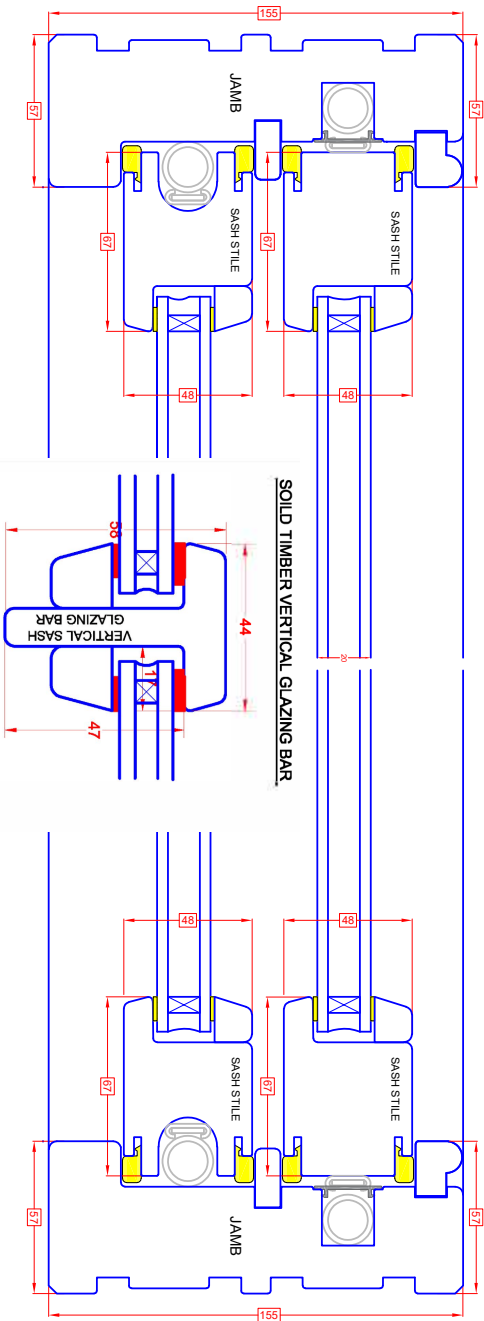 155
57
57
JAMB
SASH STILE
SASH STILE
67
67
48
48
SOILD TIMBER VERTICAL GLAZING BAR
58
44
VERTICAL SASH
GLAZING BAR
17
47
20
48
48
SASH STILE
SASH STILE
67
67
JAMB
57
57
155